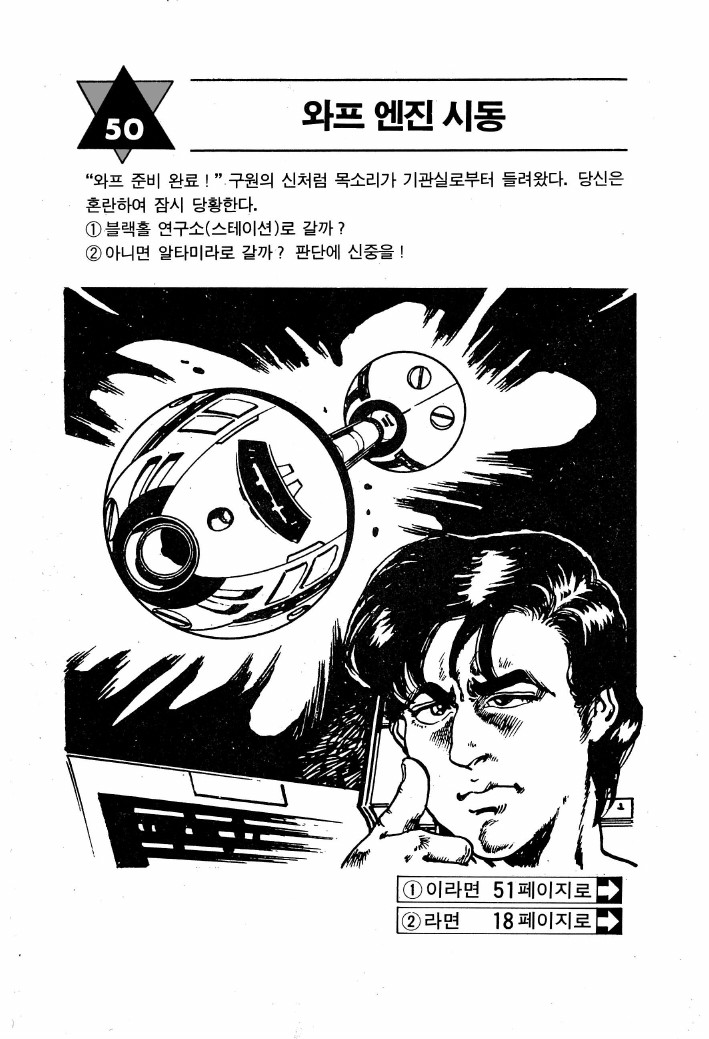 50
와프 엔진 시동
“와프 준비 완료!” 구원의 신처럼 목소리가 기관실로부터 들려왔다. 당신은
혼란하여 잠시 당황한다.
①블랙홀 연구소(스테이션)로 갈까?
②아니면 알타미라로 갈까? 판단에 신중을!
①이라면 51페이지로
②라면 18페이지로